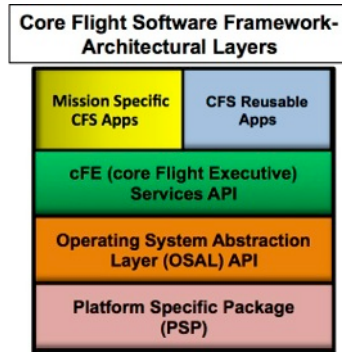 Core Flight Software Framework-
Architectural Layers
Mission Specific
CFS Apps
CFS Reusable
Apps
cFE (core Flight Executive)
Services API
Operating System Abstraction
Layer (OSAL) API
Platform Specific Package
(PSP)